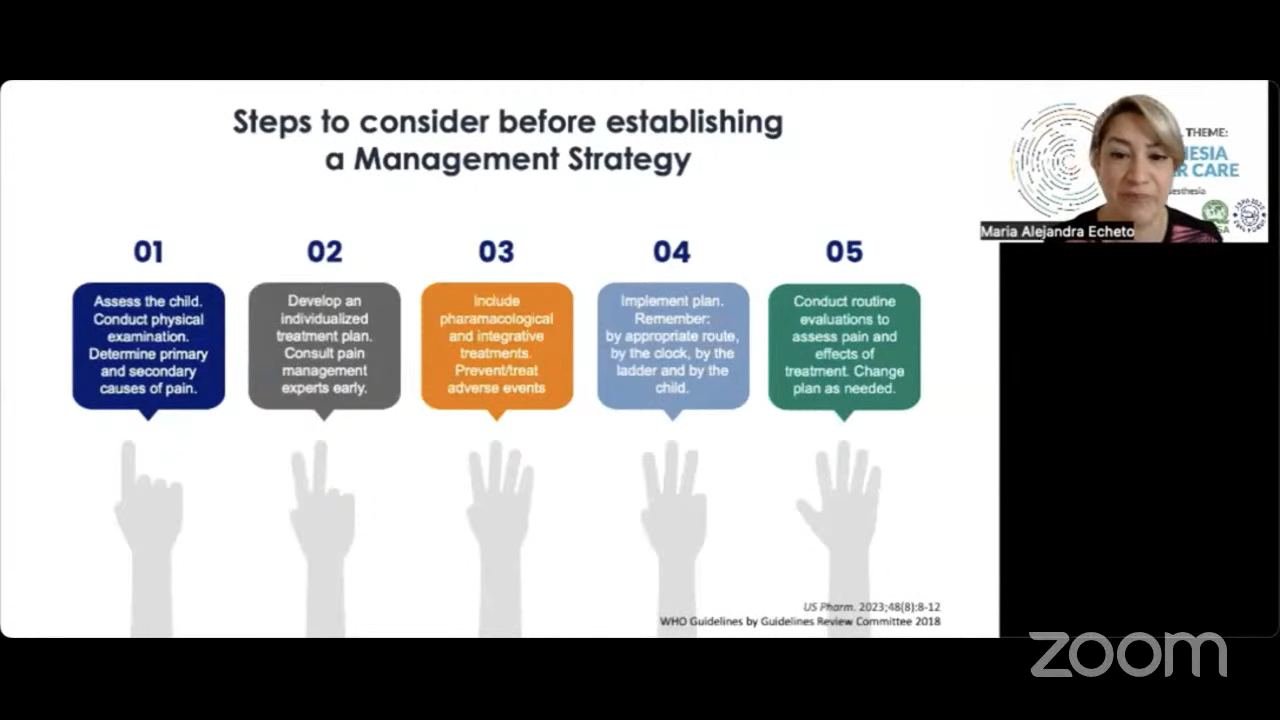 Steps to consider before establishing
a Management Strategy
01
Assess the child.
Conduct physical
examination.
Determine primary
and secondary
causes of pain.
02
Develop an
individualized
treatment plan.
Consult pain
management
experts early.
03
Include
pharamacological
and integrative
treatments.
Prevent/treat
adverse events
04
Implement plan.
Remember:
by appropriate route,
by the clock, by the
ladder and by the
child.
05
Conduct routine
evaluations to
assess pain and
effects of
treatment. Change
plan as needed.
US Pharm. 2023;48(8):8-12
WHO Guidelines by Guidelines Review Committee 2018
THEME:
CARE
Maria Alejandra Echeto
zoom